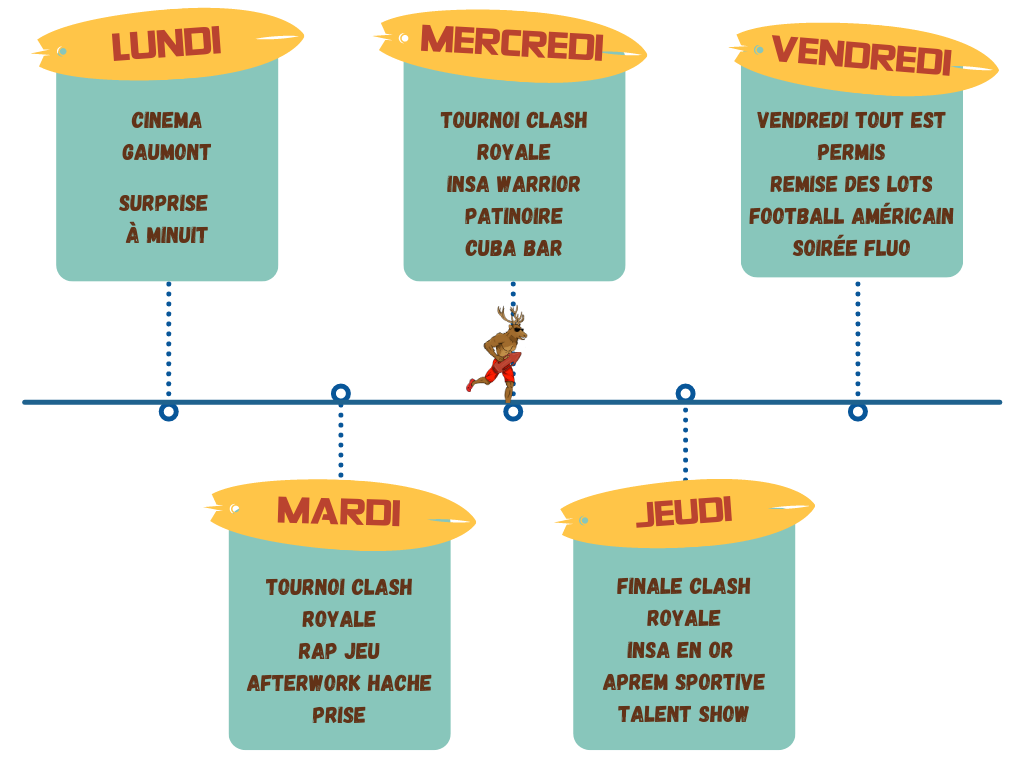 LUNDI
CINEMA
GAUMONT
SURPRISE
À MINUIT
MARDI
TOURNOI CLASH
ROYALE
RAP JEU
AFTERWORK HACHE
PRISE
MERCREDI
TOURNOI CLASH
ROYALE
INSA WARRIOR
PATINOIRE
CUBA BAR
JEUDI
FINALE CLASH
ROYALE
INSA EN OR
APREM SPORTIVE
TALENT SHOW
VENDREDI
VENDREDI TOUT EST
PERMIS
REMISE DES LOTS
FOOTBALL AMÉRICAIN
SOIRÉE FLUO